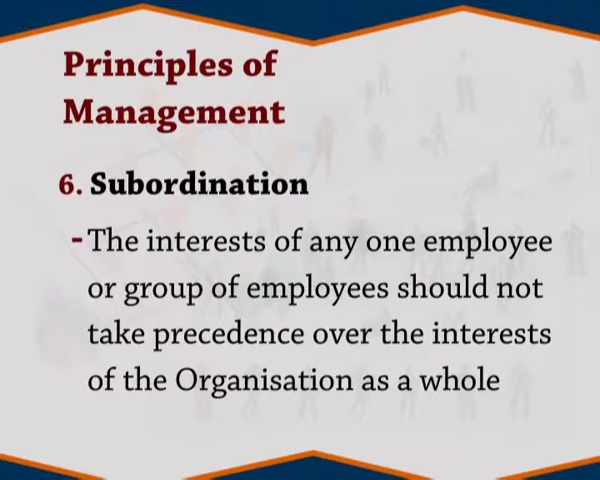 Principles of
Management
6. Subordination
-The interests of any one employee
or group of employees should not
take precedence over the interests
of the Organisation as a whole